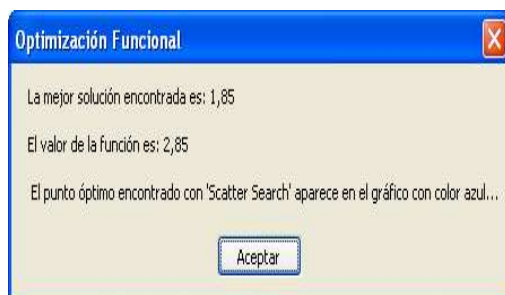 Optimización Funcional
La mejor solución encontrada es: 1,85
El valor de la función es: 2,85
El punto óptimo encontrado con 'Scatter Search' aparece en el gráfico con color azul...
Aceptar